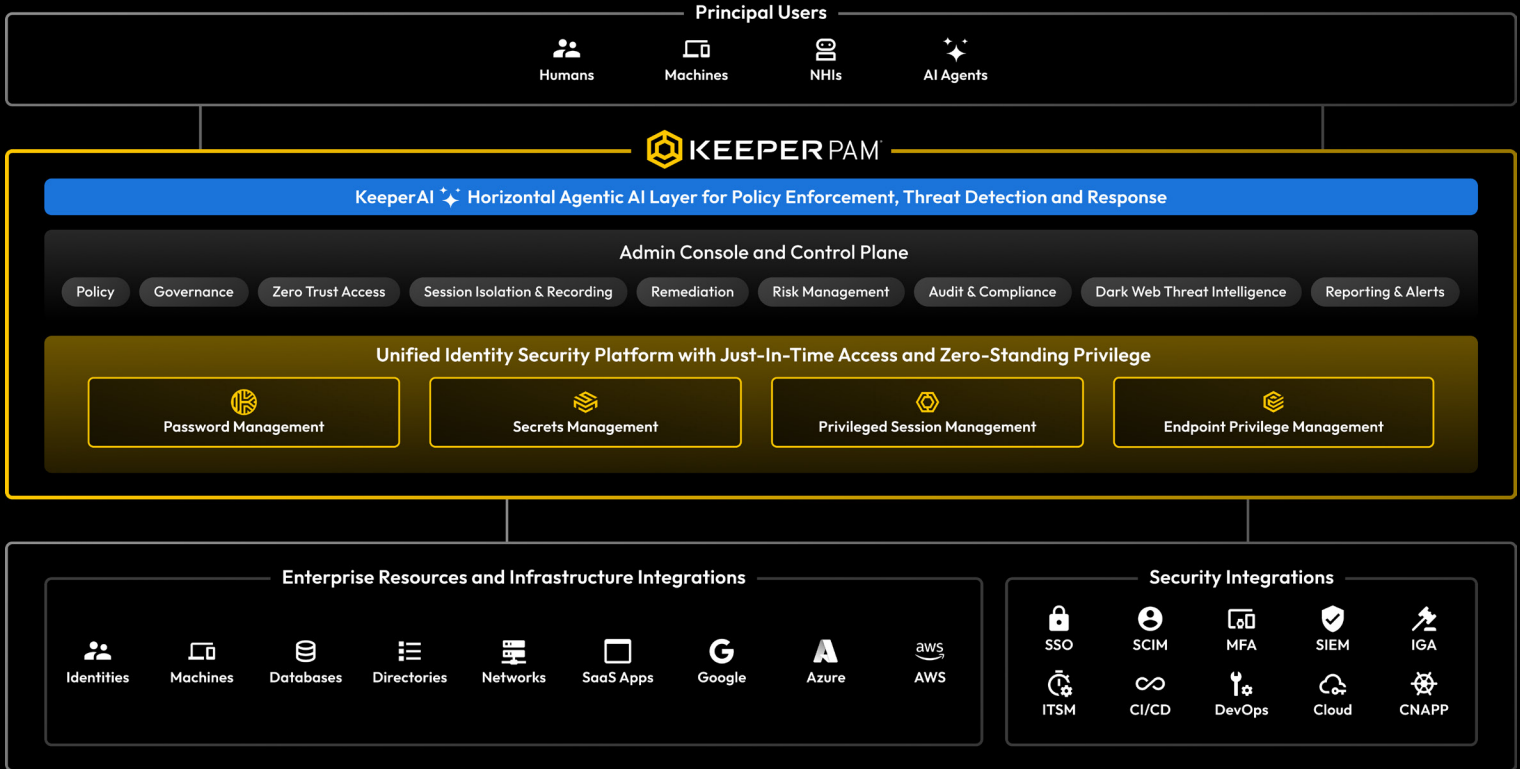 Principal Users
Humans
Machines
NHIs
AI Agents
KEEPER PAM
KeeperAI Horizontal Agentic AI Layer for Policy Enforcement, Threat Detection and Response
Admin Console and Control Plane
Policy
Governance
Zero Trust Access
Session Isolation & Recording
Remediation
Risk Management
Audit & Compliance
Dark Web Threat Intelligence
Reporting & Alerts
Unified Identity Security Platform with Just-In-Time Access and Zero-Standing Privilege
Password Management
Secrets Management
Privileged Session Management
Endpoint Privilege Management
Enterprise Resources and Infrastructure Integrations
Identities
Machines
Databases
Directories
Networks
SaaS Apps
Google
Azure
aws
AWS
Security Integrations
SSO
SCIM
MFA
SIEM
IGA
ITSM
CI/CD
DevOps
Cloud
CNAPP